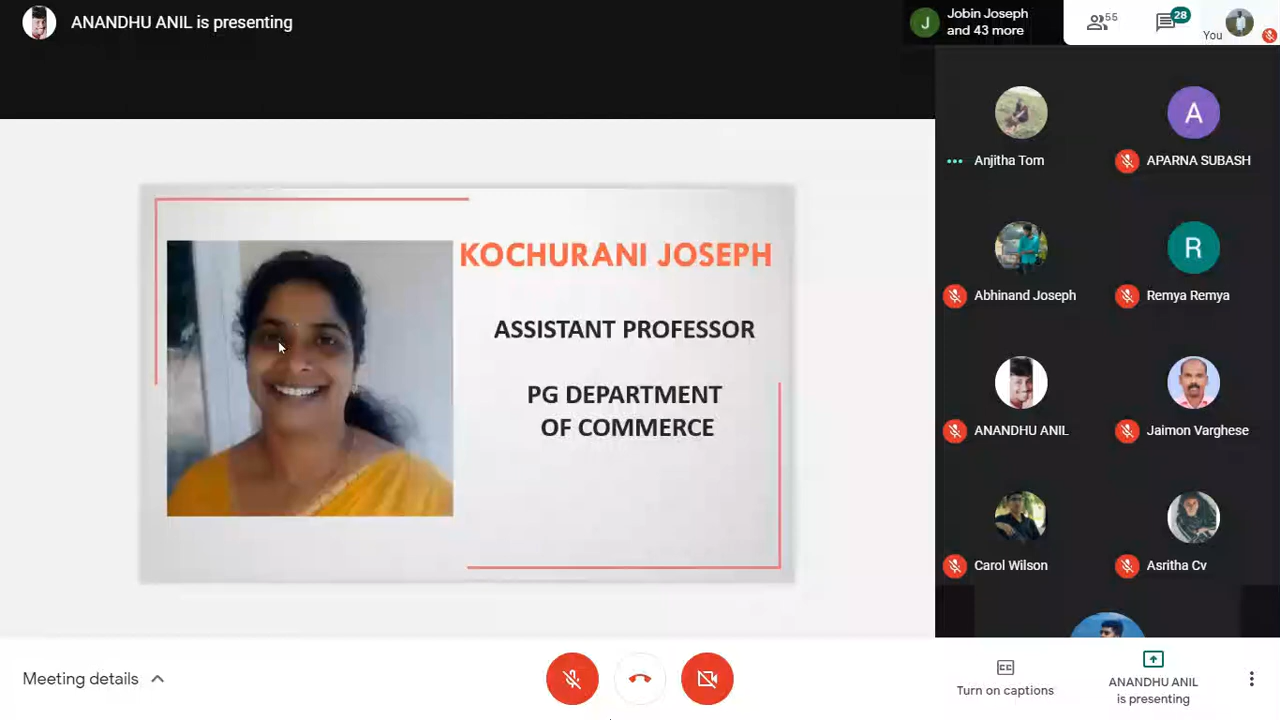 ANANDHU ANIL is presenting
Jobin Joseph
and 43 more
J
55
28
You
KOCHURANI JOSEPH
ASSISTANT PROFESSOR
PG DEPARTMENT
OF COMMERCE
Anjitha Tom
A
APARNA SUBASH
Abhinand Joseph
R
Remya Remya
ANANDHU ANIL
Jaimon Varghese
Carol Wilson
Asritha Cv
Meeting details
CC
Turn on captions
ANANDHU ANIL
is presenting